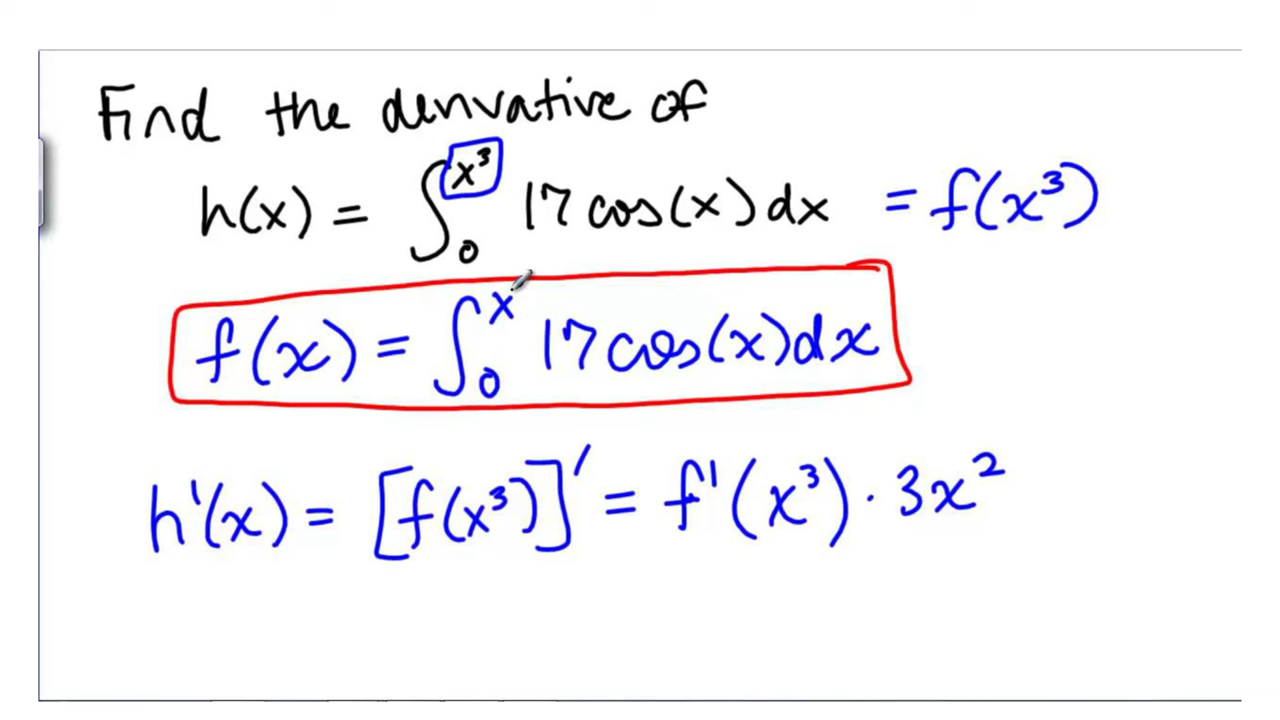 Find the derivative of
h(x) = ∫₀^x³ 17 cos(x) dx = f(x³)
f(x) = ∫₀^x 17 cos(x) dx
h'(x) = [f(x³)]' = f'(x³) · 3x²